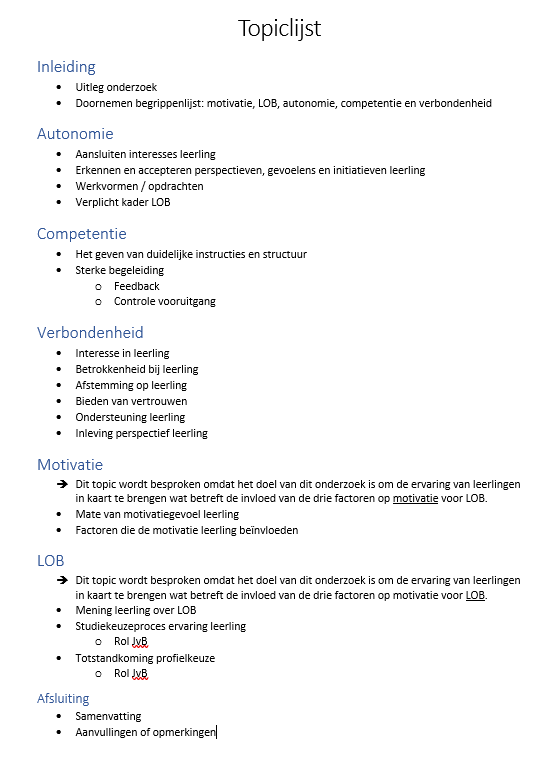 Topiclijst
Inleiding
• Uitleg onderzoek
• Doornemen begrippenlijst: motivatie, LOB, autonomie, competentie en verbondenheid
Autonomie
• Aansluiten interesses leerling
• Erkennen en accepteren perspectieven, gevoelens en initiatieven leerling
• Werkvormen / opdrachten
• Verplicht kader LOB
Competentie
• Het geven van duidelijke instructies en structuur
• Sterke begeleiding
o Feedback
o Controle vooruitgang
Verbondenheid
• Interesse in leerling
• Betrokkenheid bij leerling
• Afstemming op leerling
• Bieden van vertrouwen
• Ondersteuning leerling
• Inleving perspectief leerling
Motivatie
➔ Dit topic wordt besproken omdat het doel van dit onderzoek is om de ervaring van leerlingen
in kaart te brengen wat betreft de invloed van de drie factoren op motivatie voor LOB.
• Mate van motivatiegevoel leerling
• Factoren die de motivatie leerling beïnvloeden
LOB
➔ Dit topic wordt besproken omdat het doel van dit onderzoek is om de ervaring van leerlingen
in kaart te brengen wat betreft de invloed van de drie factoren op motivatie voor LOB.
• Mening leerling over LOB
• Studiekeuzeproces ervaring leerling
o Rol JvB
• Totstandkoming profielkeuze
o Rol JvB
Afsluiting
• Samenvatting
• Aanvullingen of opmerkingen